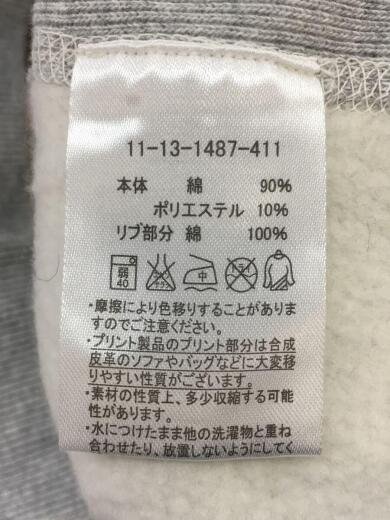 11-13-1487-411
本体 綿 90%
ポリエステル 10%
リブ部分 綿 100%
弱 40 中 ドライ
・摩擦により色移りすることがありま
すのでご注意ください。
・プリント製品のプリント部分は合成
皮革のソファやバッグなどに大変移
りやすい性質がございます。
・素材の性質上、多少収縮する可能
性があります。
・水につけたまま他の洗濯物と重ね
合わせたり、放置しないようにしてく